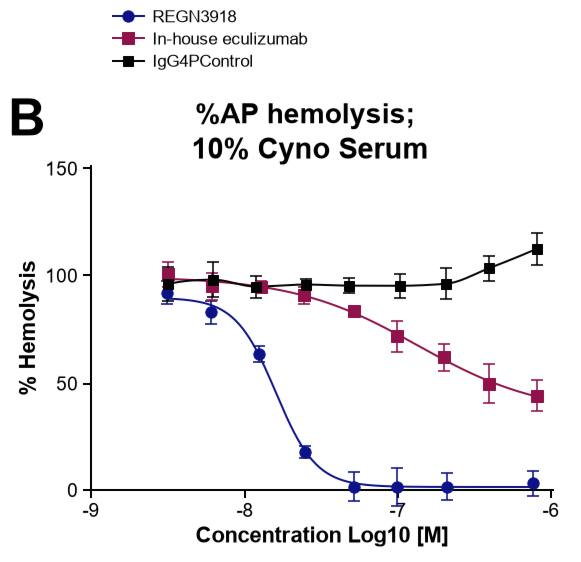 REGN3918
In-house eculizumab
IgG4PControl
B
%AP hemolysis;
10% Cyno Serum
150
100
50
0
% Hemolysis
-9
-8
-7
-6
Concentration Log10 [M]